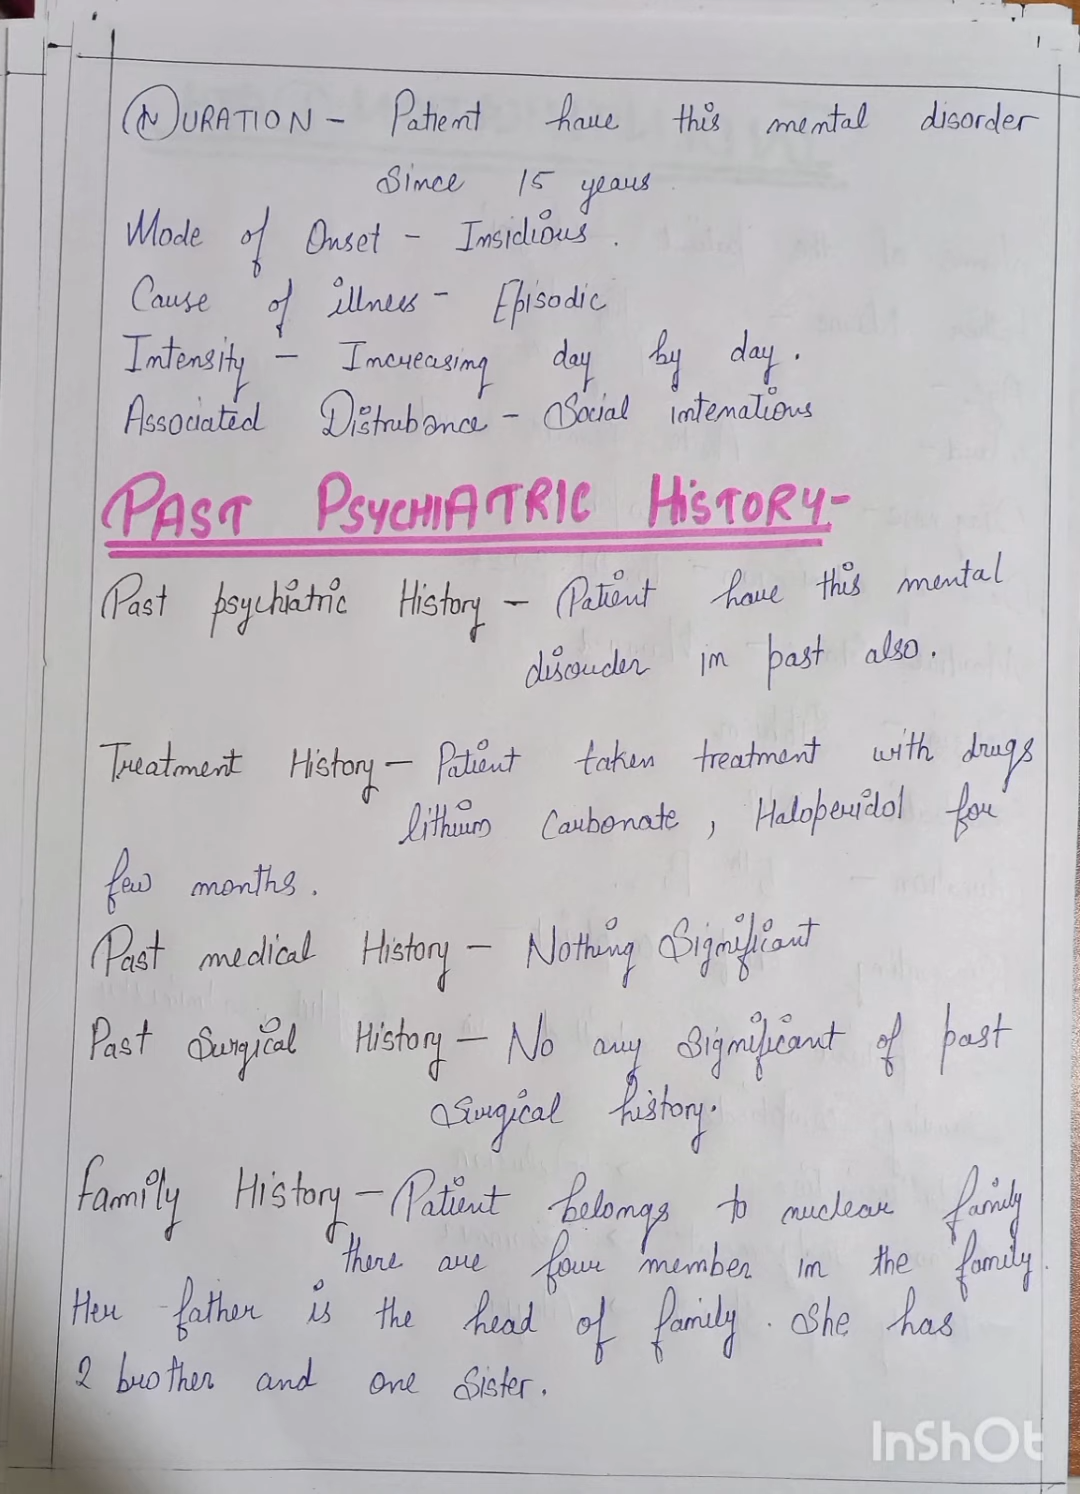 DURATION - Patient have this mental disorder
Since 15 years
Mode of Onset - Insidious.
Cause of illness - Episodic
Intensity - Increasing day by day.
Associated Distrubance - Social intenations
PAST PSYCHIATRIC HISTORY-
Past psychiatric History - Patient have this mental
disorder in past also.
Treatment History - Patient taken treatment with drugs
lithium Carbonate, Haloperidol for
few months.
Past medical History - Nothing Significant
Past Surgical History - No any Significant of past
Surgical history.
family History - Patient belongs to nuclear family
there are four member in the family.
Her father is the head of family. She has
2 brother and one Sister.
InShOt